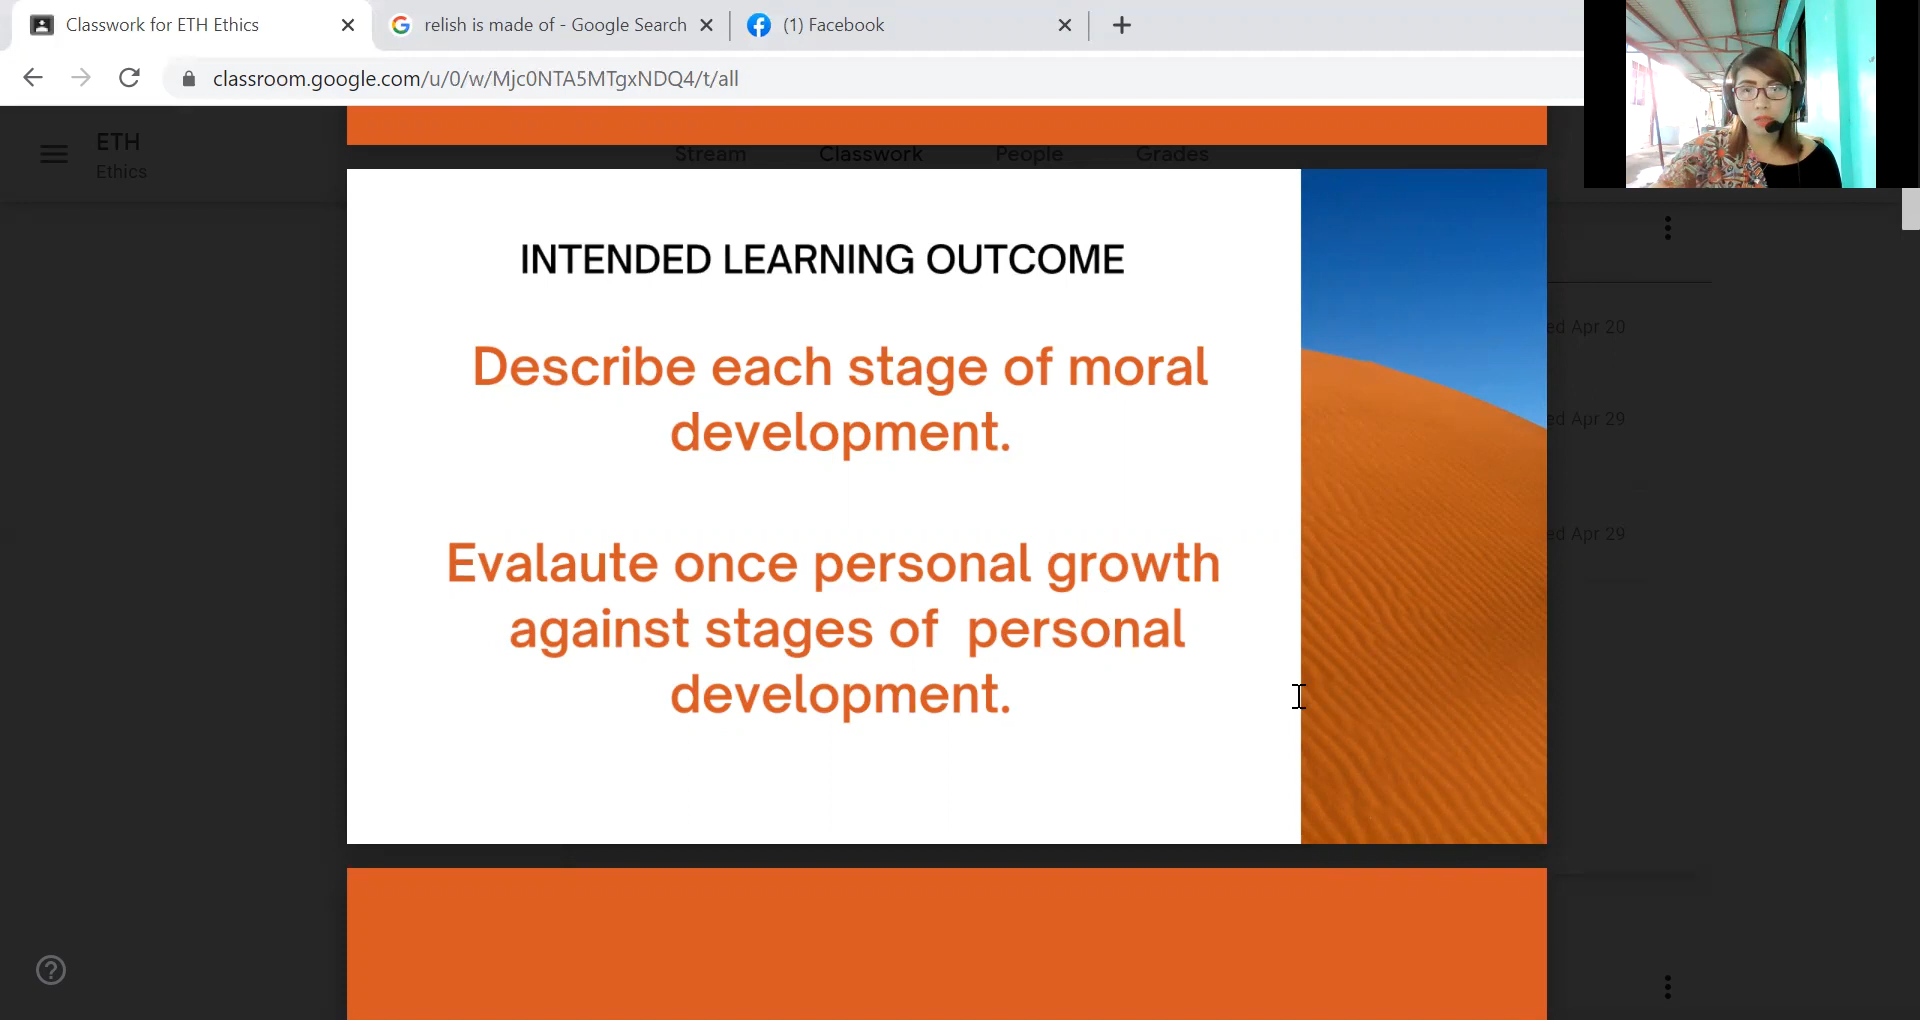 Classwork for ETH Ethics
relish is made of - Google Search
(1) Facebook
classroom.google.com/u/0/w/Mjc0NTA5MTgxNDQ4/t/all
ETH
Ethics
Stream
Classwork
People
Grades
INTENDED LEARNING OUTCOME
Describe each stage of moral
development.
Evalaute once personal growth
against stages of personal
development.
ed Apr 20
ed Apr 29
ed Apr 29